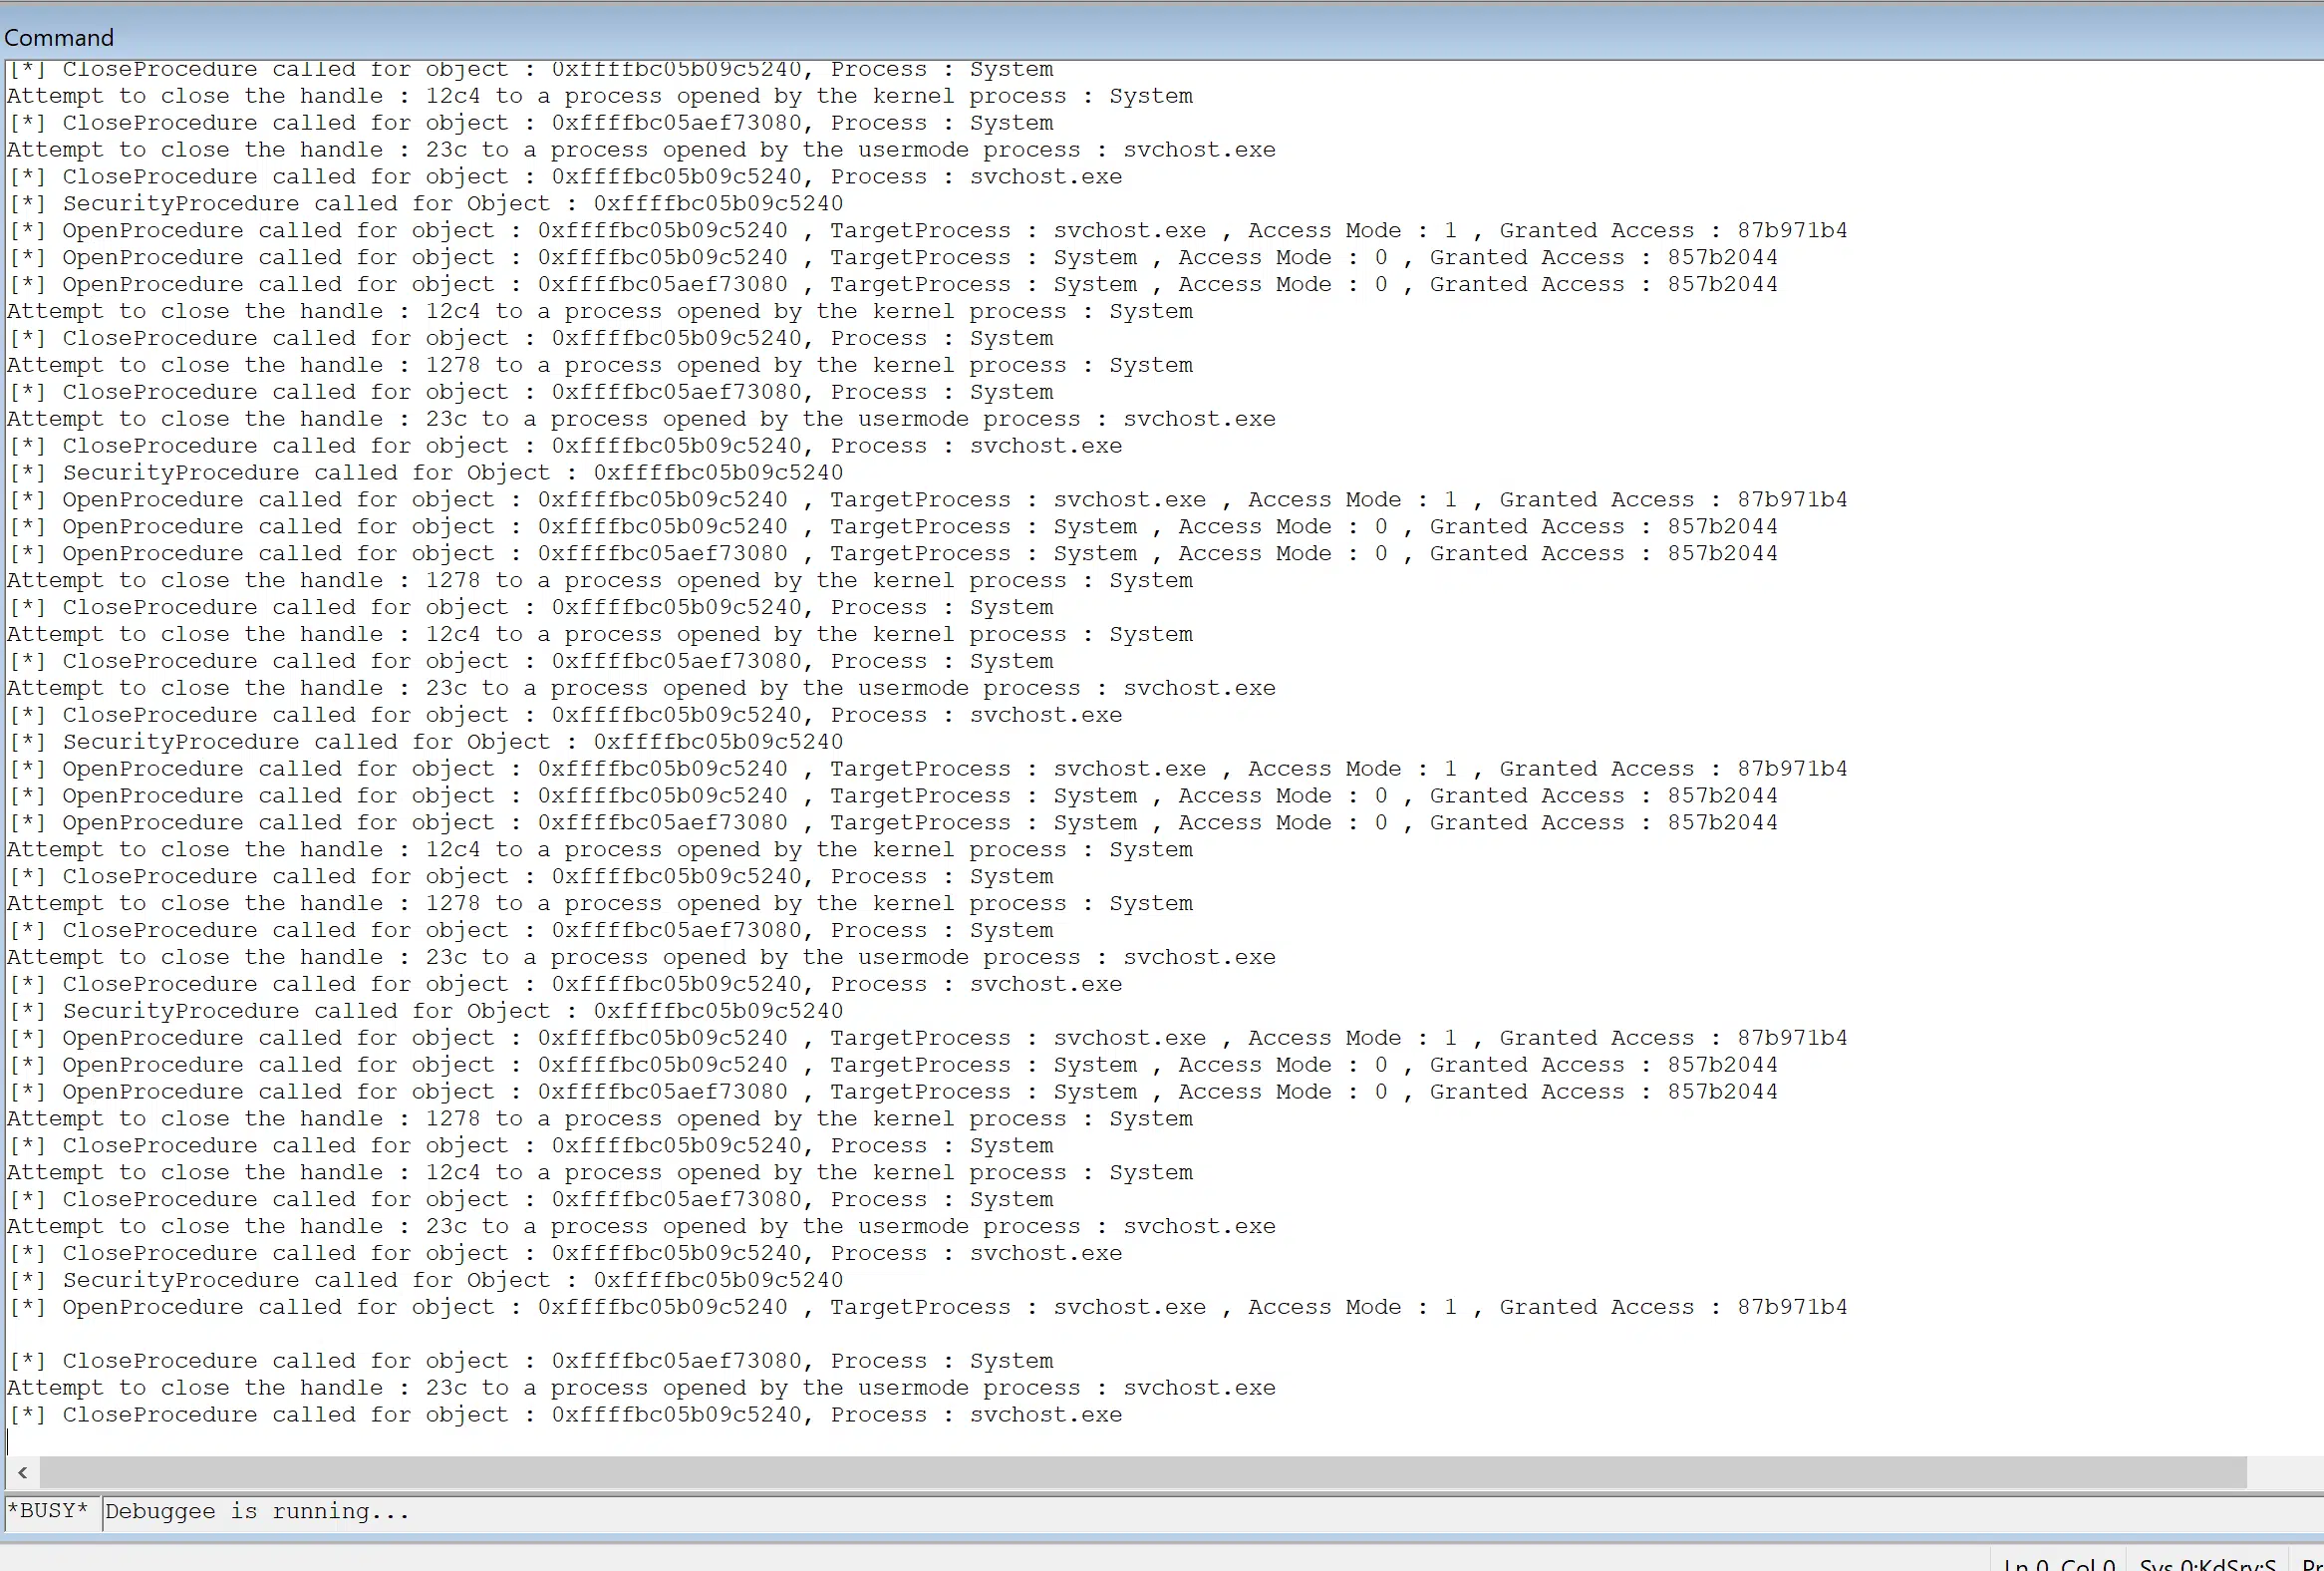 Command
[*] CloseProcedure called for object : 0xffffbc05b09c5240, Process : System
Attempt to close the handle : 12c4 to a process opened by the kernel process : System
[*] CloseProcedure called for object : 0xffffbc05aef73080, Process : System
Attempt to close the handle : 23c to a process opened by the usermode process : svchost.exe
[*] CloseProcedure called for object : 0xffffbc05b09c5240, Process : svchost.exe
[*] SecurityProcedure called for Object : 0xffffbc05b09c5240
[*] OpenProcedure called for object : 0xffffbc05b09c5240 , TargetProcess : svchost.exe , Access Mode : 1 , Granted Access : 87b971b4
[*] OpenProcedure called for object : 0xffffbc05b09c5240 , TargetProcess : System , Access Mode : 0 , Granted Access : 857b2044
[*] OpenProcedure called for object : 0xffffbc05aef73080 , TargetProcess : System , Access Mode : 0 , Granted Access : 857b2044
Attempt to close the handle : 12c4 to a process opened by the kernel process : System
[*] CloseProcedure called for object : 0xffffbc05b09c5240, Process : System
Attempt to close the handle : 1278 to a process opened by the kernel process : System
[*] CloseProcedure called for object : 0xffffbc05aef73080, Process : System
Attempt to close the handle : 23c to a process opened by the usermode process : svchost.exe
[*] CloseProcedure called for object : 0xffffbc05b09c5240, Process : svchost.exe
[*] SecurityProcedure called for Object : 0xffffbc05b09c5240
[*] OpenProcedure called for object : 0xffffbc05b09c5240 , TargetProcess : svchost.exe , Access Mode : 1 , Granted Access : 87b971b4
[*] OpenProcedure called for object : 0xffffbc05b09c5240 , TargetProcess : System , Access Mode : 0 , Granted Access : 857b2044
[*] OpenProcedure called for object : 0xffffbc05aef73080 , TargetProcess : System , Access Mode : 0 , Granted Access : 857b2044
Attempt to close the handle : 1278 to a process opened by the kernel process : System
[*] CloseProcedure called for object : 0xffffbc05b09c5240, Process : System
Attempt to close the handle : 12c4 to a process opened by the kernel process : System
[*] CloseProcedure called for object : 0xffffbc05aef73080, Process : System
Attempt to close the handle : 23c to a process opened by the usermode process : svchost.exe
[*] CloseProcedure called for object : 0xffffbc05b09c5240, Process : svchost.exe
[*] SecurityProcedure called for Object : 0xffffbc05b09c5240
[*] OpenProcedure called for object : 0xffffbc05b09c5240 , TargetProcess : svchost.exe , Access Mode : 1 , Granted Access : 87b971b4
[*] OpenProcedure called for object : 0xffffbc05b09c5240 , TargetProcess : System , Access Mode : 0 , Granted Access : 857b2044
[*] OpenProcedure called for object : 0xffffbc05aef73080 , TargetProcess : System , Access Mode : 0 , Granted Access : 857b2044
Attempt to close the handle : 12c4 to a process opened by the kernel process : System
[*] CloseProcedure called for object : 0xffffbc05b09c5240, Process : System
Attempt to close the handle : 1278 to a process opened by the kernel process : System
[*] CloseProcedure called for object : 0xffffbc05aef73080, Process : System
Attempt to close the handle : 23c to a process opened by the usermode process : svchost.exe
[*] CloseProcedure called for object : 0xffffbc05b09c5240, Process : svchost.exe
[*] SecurityProcedure called for Object : 0xffffbc05b09c5240
[*] OpenProcedure called for object : 0xffffbc05b09c5240 , TargetProcess : svchost.exe , Access Mode : 1 , Granted Access : 87b971b4
[*] OpenProcedure called for object : 0xffffbc05b09c5240 , TargetProcess : System , Access Mode : 0 , Granted Access : 857b2044
[*] OpenProcedure called for object : 0xffffbc05aef73080 , TargetProcess : System , Access Mode : 0 , Granted Access : 857b2044
Attempt to close the handle : 1278 to a process opened by the kernel process : System
[*] CloseProcedure called for object : 0xffffbc05b09c5240, Process : System
Attempt to close the handle : 12c4 to a process opened by the kernel process : System
[*] CloseProcedure called for object : 0xffffbc05aef73080, Process : System
Attempt to close the handle : 23c to a process opened by the usermode process : svchost.exe
[*] CloseProcedure called for object : 0xffffbc05b09c5240, Process : svchost.exe
[*] SecurityProcedure called for Object : 0xffffbc05b09c5240
[*] OpenProcedure called for object : 0xffffbc05b09c5240 , TargetProcess : svchost.exe , Access Mode : 1 , Granted Access : 87b971b4
[*] CloseProcedure called for object : 0xffffbc05aef73080, Process : System
Attempt to close the handle : 23c to a process opened by the usermode process : svchost.exe
[*] CloseProcedure called for object : 0xffffbc05b09c5240, Process : svchost.exe
*BUSY* Debuggee is running...
Ln 0, Col 0 Sys 0:KdSrv:S